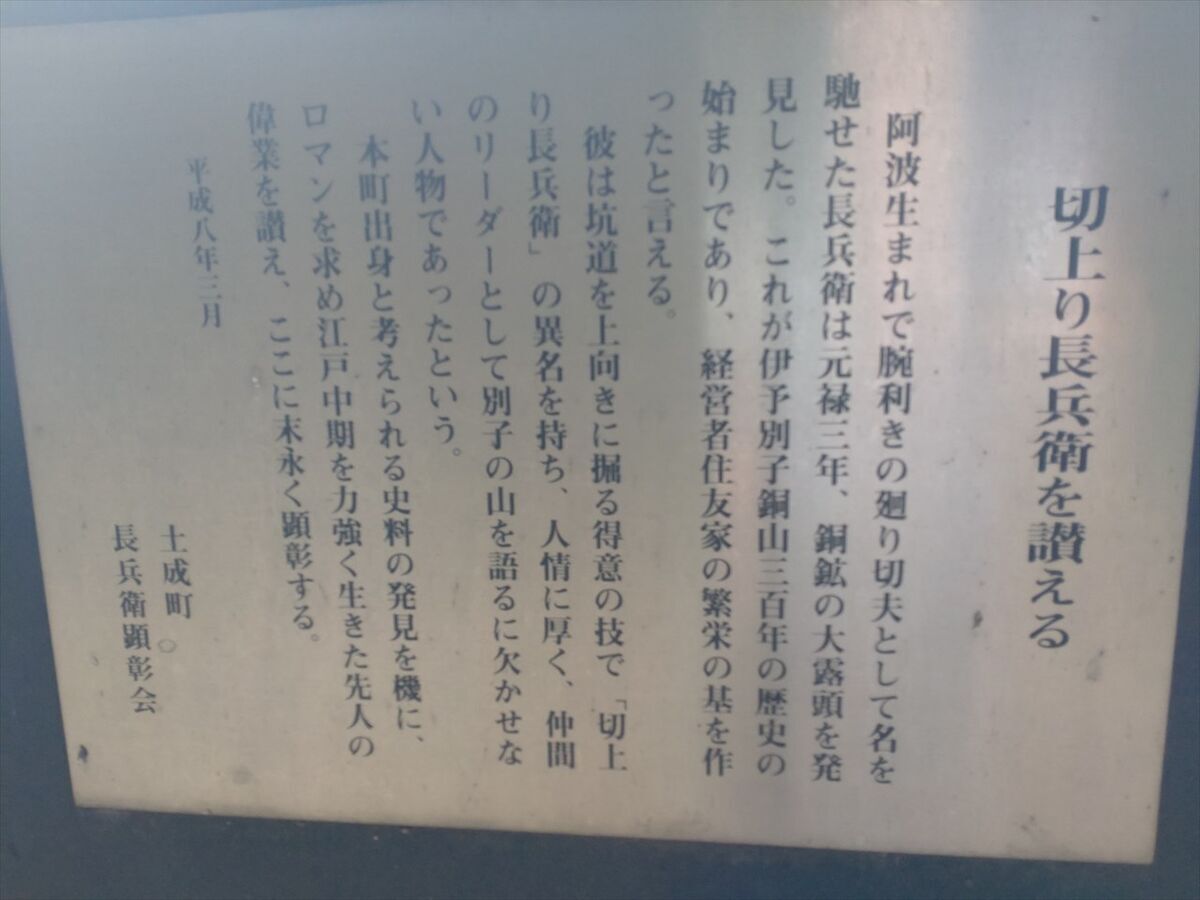 切上り長兵衛を讃える
阿波生まれで腕利きの廻り切夫として名を
馳せた長兵衛は元禄三年、銅鉱の大露頭を発
見した。これが伊予別子銅山三百年の歴史の
始まりであり、経営者住友家の繁栄の基を作
ったと言える。
彼は坑道を上向きに掘る得意の技で「切上
り長兵衛」の異名を持ち、人情に厚く、仲間
のリーダーとして別子の山を語るに欠かせな
い人物であったという。
本町出身と考えられる史料の発見を機に、
ロマンを求め江戸中期を力強く生きた先人の
偉業を讃え、ここに末永く顕彰する。
平成八年三月
土成町
長兵衛顕彰会